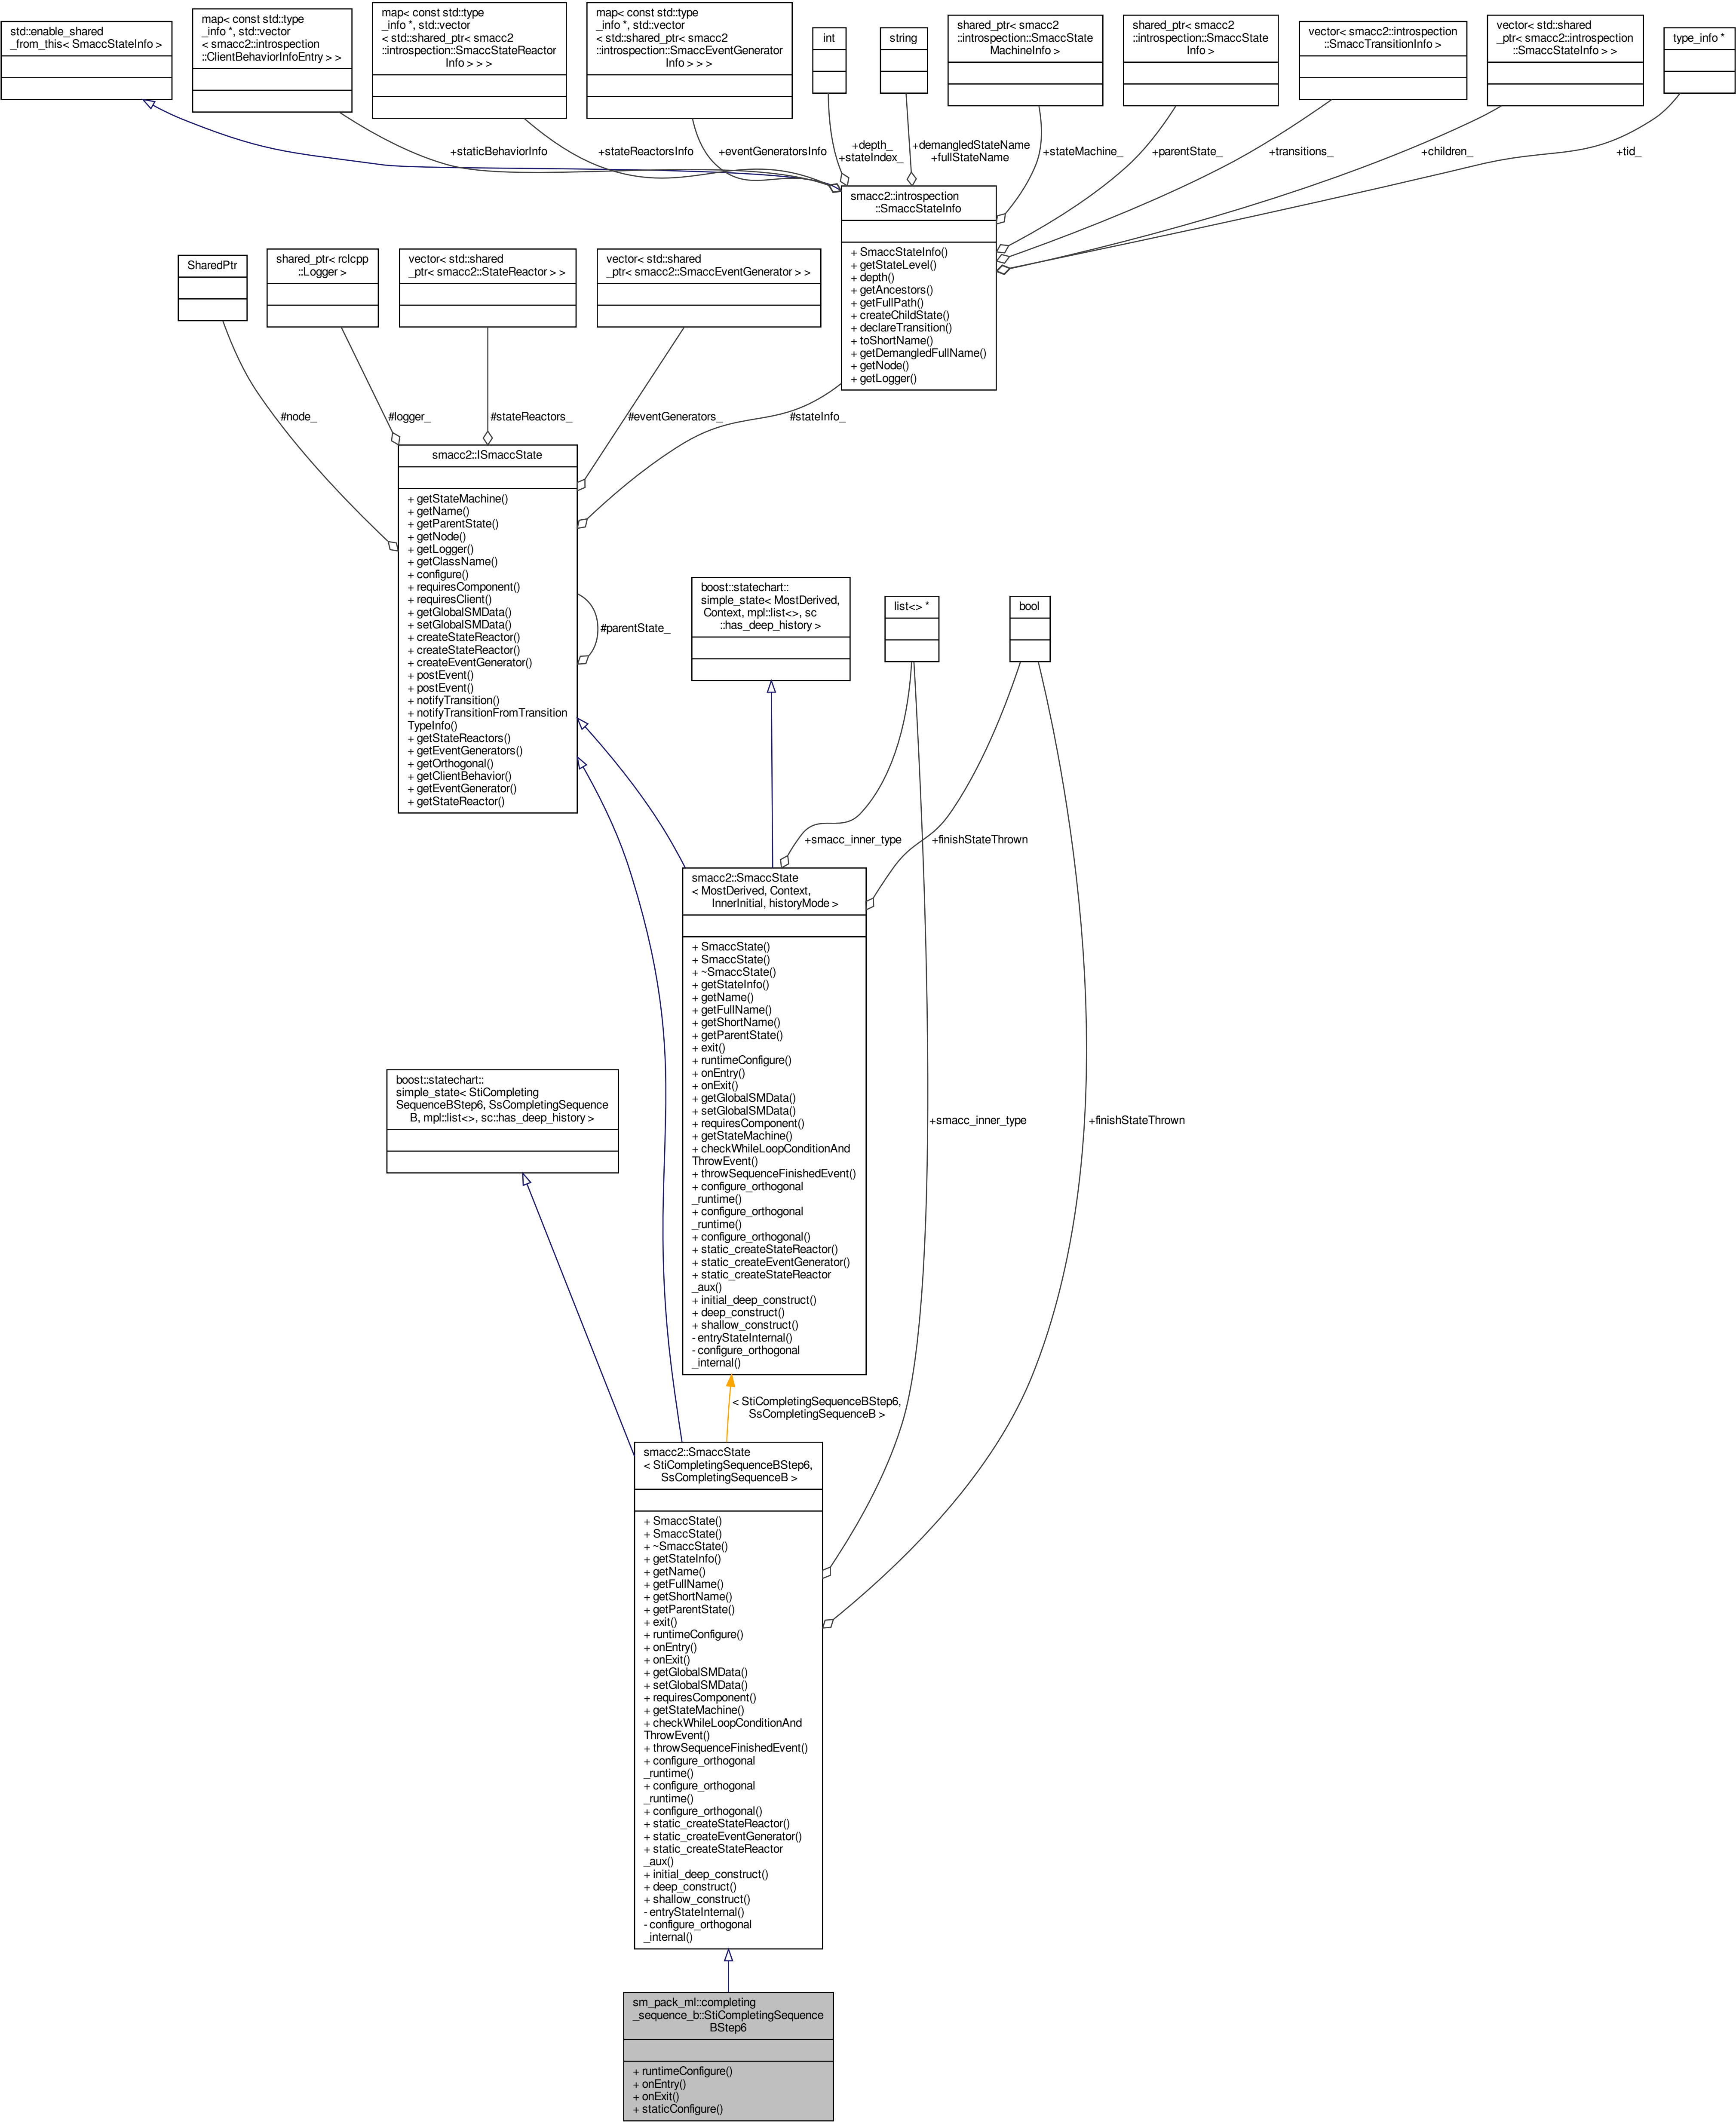 std::enable_shared
_from_this< SmaccStateInfo >
map< const std::type
_info *, std::vector
< smacc2::introspection
::ClientBehaviorInfoEntry > >
map< const std::type
_info *, std::vector
< std::shared_ptr< smacc2
::introspection::SmaccStateReactor
Info > > >
map< const std::type
_info *, std::vector
< std::shared_ptr< smacc2
::introspection::SmaccEventGenerator
Info > > >
int
string
shared_ptr< smacc2
::introspection::SmaccState
MachineInfo >
shared_ptr< smacc2
::introspection::SmaccState
Info >
vector< smacc2::introspection
::SmaccTransitionInfo >
vector< std::shared
_ptr< smacc2::introspection
::SmaccStateInfo > >
type_info *
+staticBehaviorInfo
+stateReactorsInfo
+eventGeneratorsInfo
+depth_
+stateIndex_
+demangledStateName
+fullStateName
+stateMachine_
+parentState_
+transitions_
+children_
+tid_
smacc2::introspection
::SmaccStateInfo
+ SmaccStateInfo()
+ getStateLevel()
+ depth()
+ getAncestors()
+ getFullPath()
+ createChildState()
+ declareTransition()
+ toShortName()
+ getDemangledFullName()
+ getNode()
+ getLogger()
SharedPtr
shared_ptr< rclcpp
::Logger >
vector< std::shared
_ptr< smacc2::StateReactor > >
vector< std::shared
_ptr< smacc2::SmaccEventGenerator > >
#node_
#logger_
#stateReactors_
#eventGenerators_
#stateInfo_
smacc2::ISmaccState
+ getStateMachine()
+ getName()
+ getParentState()
+ getNode()
+ getLogger()
+ getClassName()
+ configure()
+ requiresComponent()
+ requiresClient()
+ getGlobalSMData()
+ setGlobalSMData()
+ createStateReactor()
+ createStateReactor()
+ createEventGenerator()
+ postEvent()
+ postEvent()
+ notifyTransition()
+ notifyTransitionFromTransition
TypeInfo()
+ getStateReactors()
+ getEventGenerators()
+ getOrthogonal()
+ getClientBehavior()
+ getEventGenerator()
+ getStateReactor()
#parentState_
boost::statechart::
simple_state< MostDerived,
Context, mpl::list<>, sc
::has_deep_history >
list<> *
bool
+smacc_inner_type
+finishStateThrown
smacc2::SmaccState
< MostDerived, Context,
InnerInitial, historyMode >
+ SmaccState()
+ SmaccState()
+ ~SmaccState()
+ getStateInfo()
+ getName()
+ getFullName()
+ getShortName()
+ getParentState()
+ exit()
+ runtimeConfigure()
+ onEntry()
+ onExit()
+ getGlobalSMData()
+ setGlobalSMData()
+ requiresComponent()
+ getStateMachine()
+ checkWhileLoopConditionAnd
ThrowEvent()
+ throwSequenceFinishedEvent()
+ configure_orthogonal
_runtime()
+ configure_orthogonal
_runtime()
+ configure_orthogonal()
+ static_createStateReactor()
+ static_createEventGenerator()
+ static_createStateReactor
_aux()
+ initial_deep_construct()
+ deep_construct()
+ shallow_construct()
- entryStateInternal()
- configure_orthogonal
_internal()
boost::statechart::
simple_state< StiCompleting
SequenceBStep6, SsCompletingSequence
B, mpl::list<>, sc::has_deep_history >
+smacc_inner_type
+finishStateThrown
< StiCompletingSequenceBStep6,
SsCompletingSequenceB >
smacc2::SmaccState
< StiCompletingSequenceBStep6,
SsCompletingSequenceB >
+ SmaccState()
+ SmaccState()
+ ~SmaccState()
+ getStateInfo()
+ getName()
+ getFullName()
+ getShortName()
+ getParentState()
+ exit()
+ runtimeConfigure()
+ onEntry()
+ onExit()
+ getGlobalSMData()
+ setGlobalSMData()
+ requiresComponent()
+ getStateMachine()
+ checkWhileLoopConditionAnd
ThrowEvent()
+ throwSequenceFinishedEvent()
+ configure_orthogonal
_runtime()
+ configure_orthogonal
_runtime()
+ configure_orthogonal()
+ static_createStateReactor()
+ static_createEventGenerator()
+ static_createStateReactor
_aux()
+ initial_deep_construct()
+ deep_construct()
+ shallow_construct()
- entryStateInternal()
- configure_orthogonal
_internal()
sm_pack_ml::completing
_sequence_b::StiCompletingSequence
BStep6
+ runtimeConfigure()
+ onEntry()
+ onExit()
+ staticConfigure()